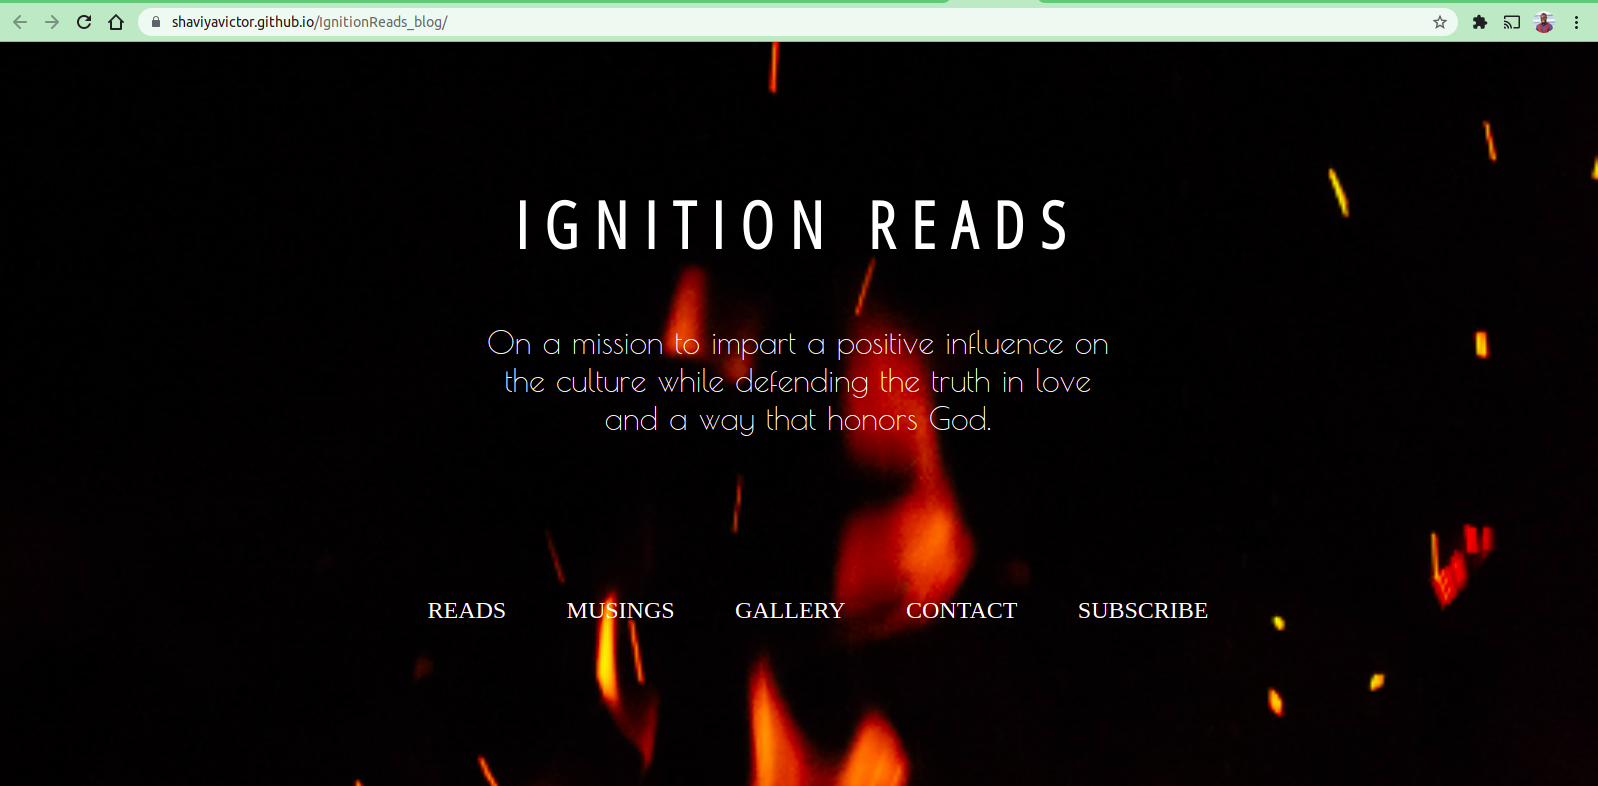 shaviyavictor.github.io/IgnitionReads_blog/
IGNITION READS
On a mission to impart a positive influence on
the culture while defending the truth in love
and a way that honors God.
READS MUSINGS GALLERY CONTACT SUBSCRIBE